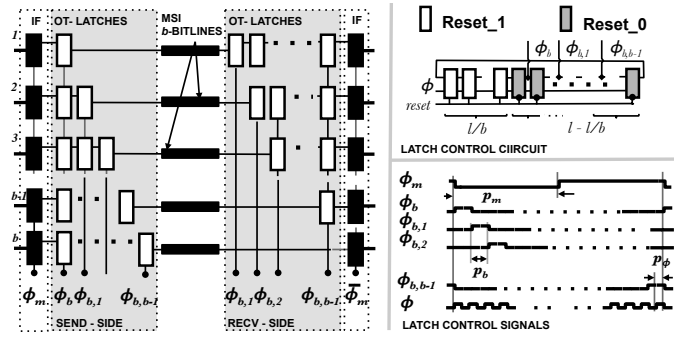 IF OT-LATCHES MSI OT- LATCHES IF
b-BITLINES
1
2
3
b-1
b
ϕm ϕb ϕb,1 ϕb,b-1 ϕb,1 ϕb,2 ϕb,b-1 ϕ̅m
SEND - SIDE RECV - SIDE
Reset_1 Reset_0
ϕb ϕb,1 ϕb,b-1
ϕ
reset
l/b l - l/b
LATCH CONTROL CIIRCUIT
ϕm
pm
ϕb
ϕb,1
ϕb,2
pb pϕ
ϕb,b-1
ϕ
LATCH CONTROL SIGNALS